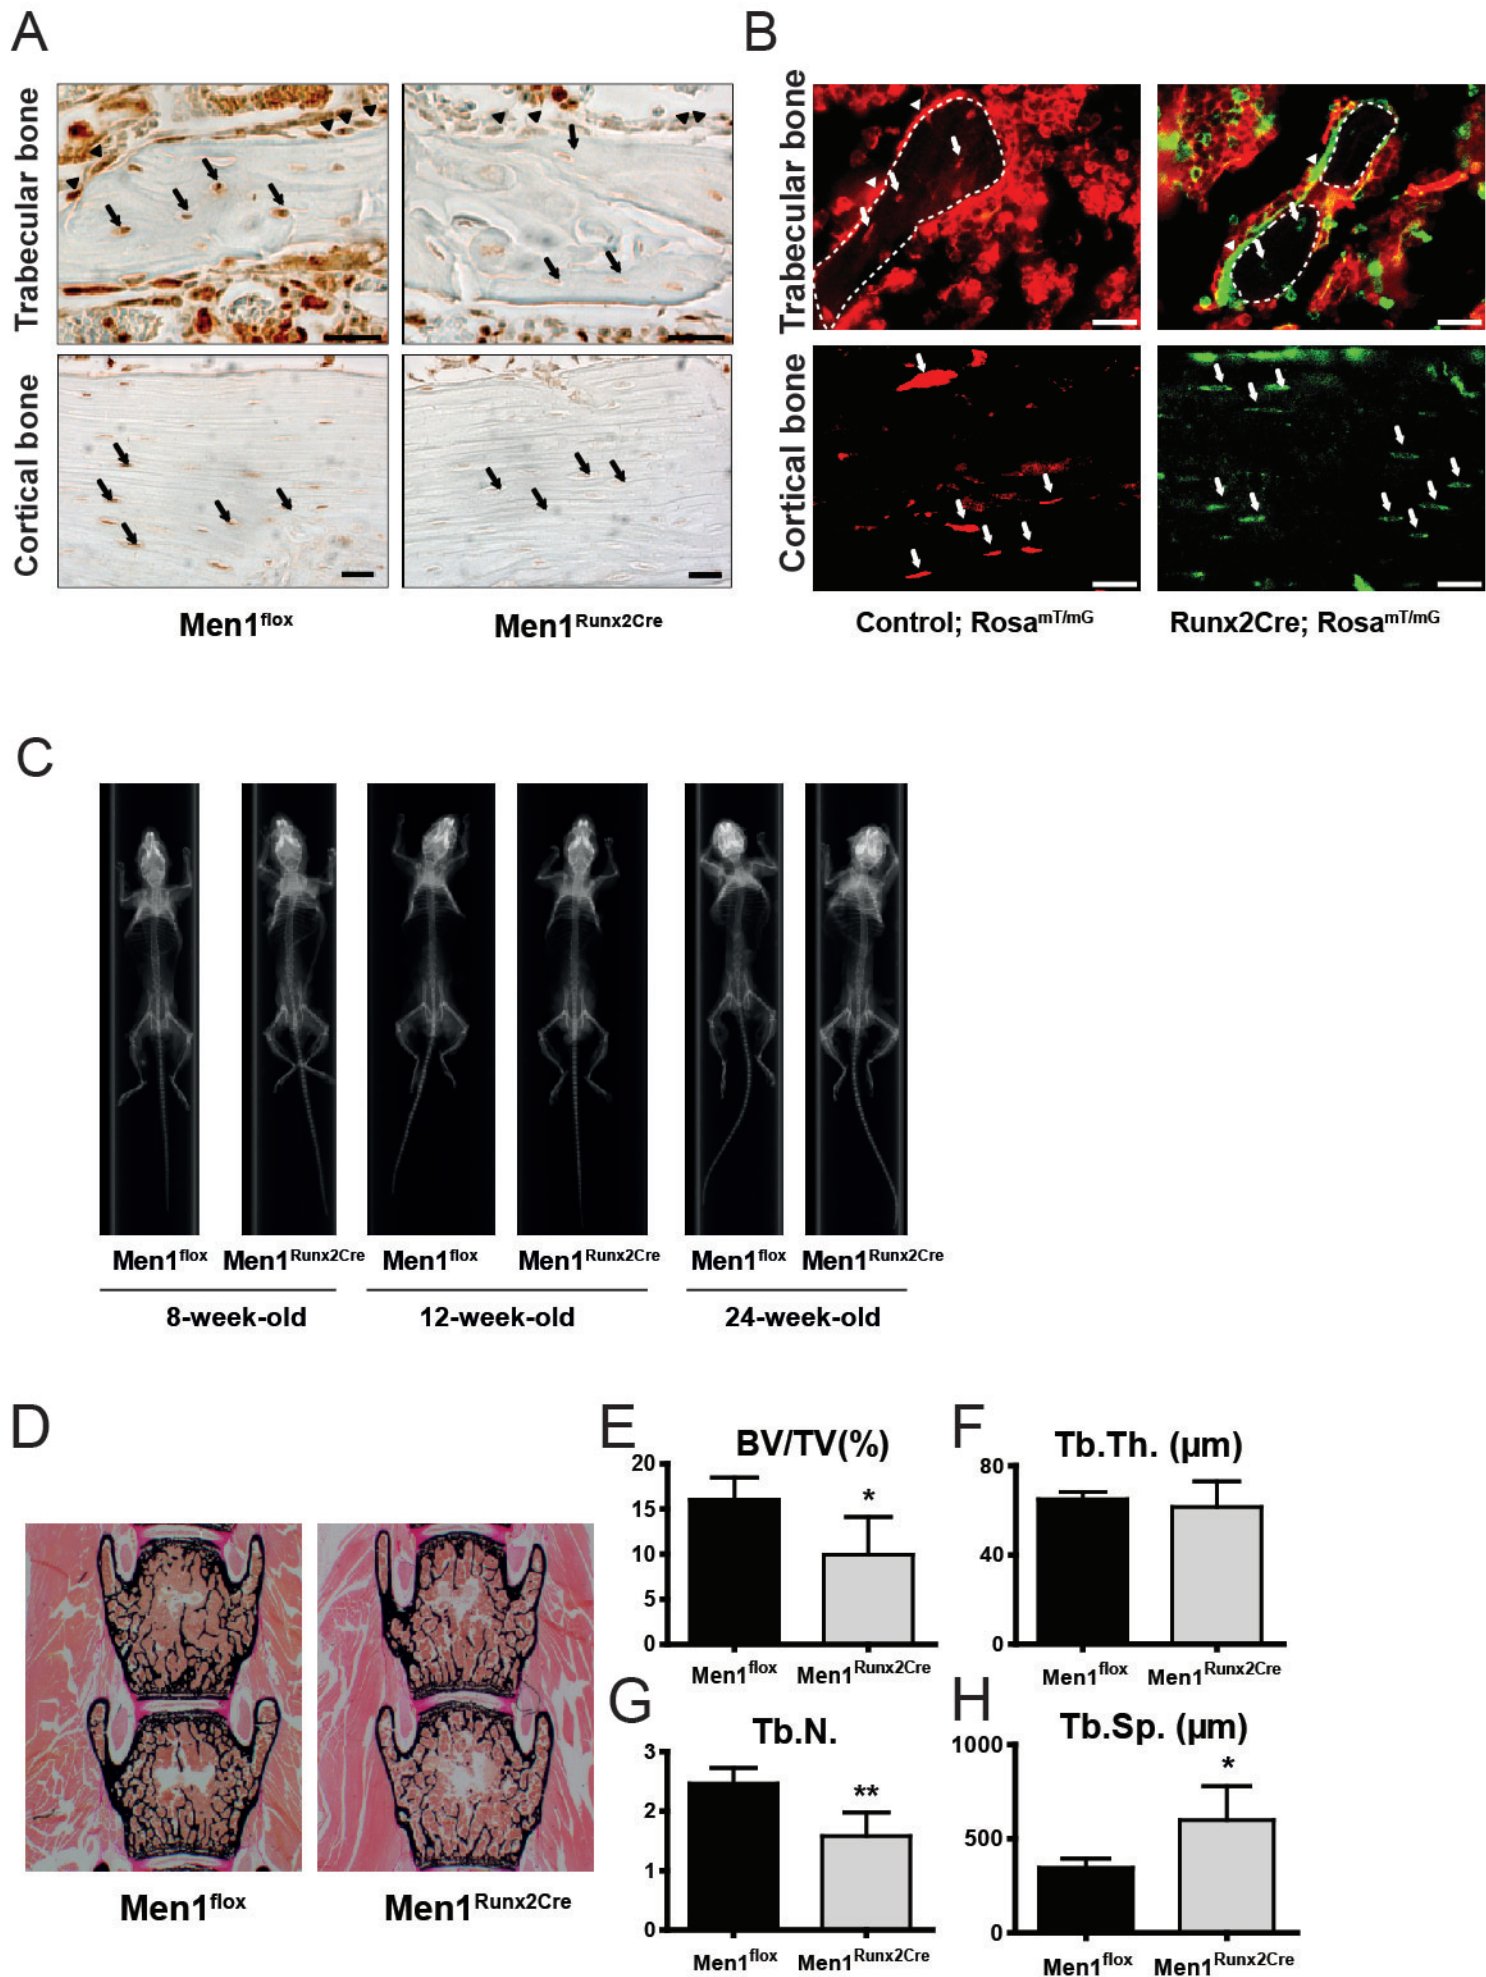 A
B
Trabecular bone
Cortical bone
Men1flox
Men1Runx2Cre
Trabecular bone
Cortical bone
Control; RosamT/mG
Runx2Cre; RosamT/mG
C
Men1flox
Men1Runx2Cre
Men1flox
Men1Runx2Cre
Men1flox
Men1Runx2Cre
8-week-old
12-week-old
24-week-old
D
Men1flox
Men1Runx2Cre
E
BV/TV(%)
20
15
10
5
0
*
Men1flox
Men1Runx2Cre
F
Tb.Th. (µm)
80
40
0
Men1flox
Men1Runx2Cre
G
Tb.N.
3
2
1
0
**
Men1flox
Men1Runx2Cre
H
Tb.Sp. (µm)
1000
500
0
*
Men1flox
Men1Runx2Cre